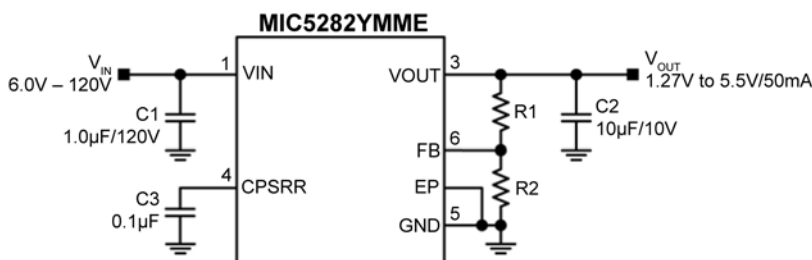 MIC5282YMME
V_IN
6.0V – 120V
1
VIN
C1
1.0µF/120V
4
CPSRR
C3
0.1µF
VOUT
3
V_OUT
1.27V to 5.5V/50mA
R1
C2
10µF/10V
FB
6
EP
R2
GND
5